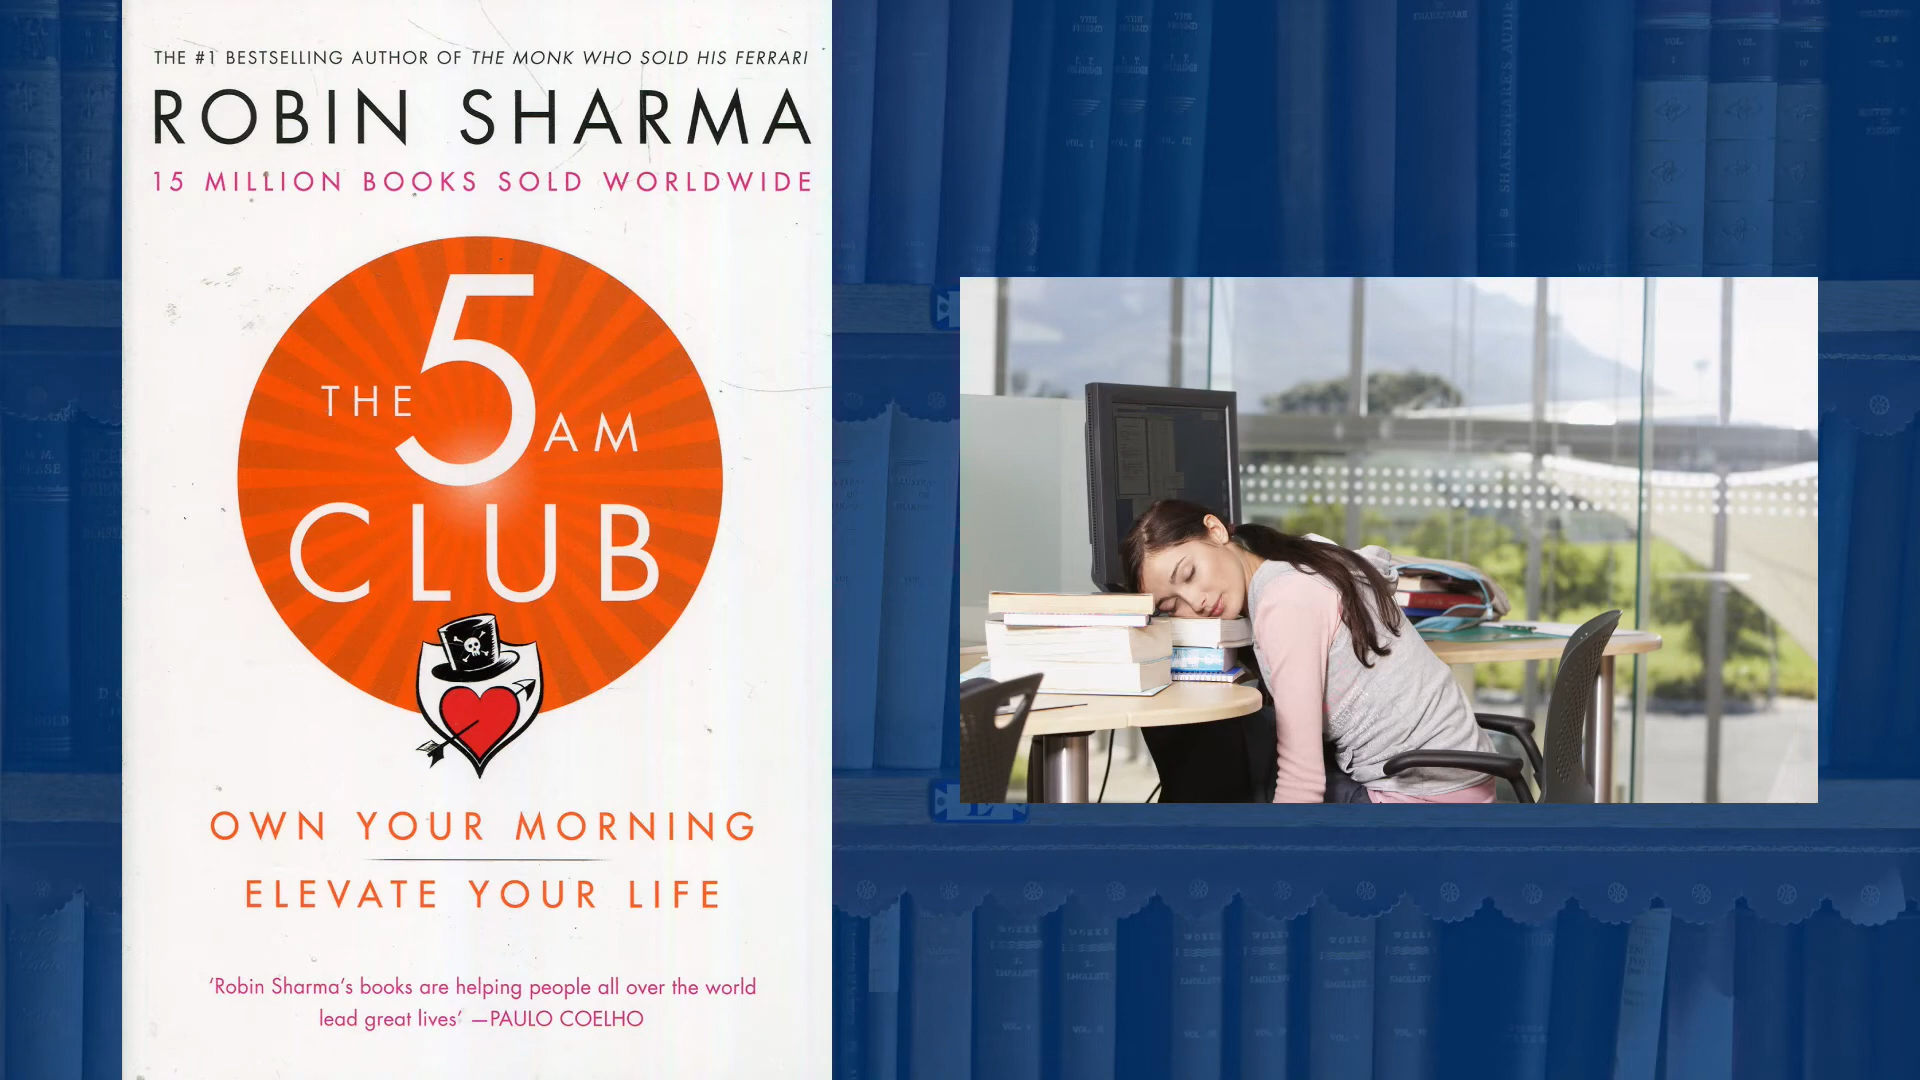 THE #1 BESTSELLING AUTHOR OF THE MONK WHO SOLD HIS FERRARI
ROBIN SHARMA
15 MILLION BOOKS SOLD WORLDWIDE
THE 5 AM
CLUB
OWN YOUR MORNING
ELEVATE YOUR LIFE
‘Robin Sharma’s books are helping people all over the world
lead great lives’ —PAULO COELHO
SHAKESPEARE
VOL